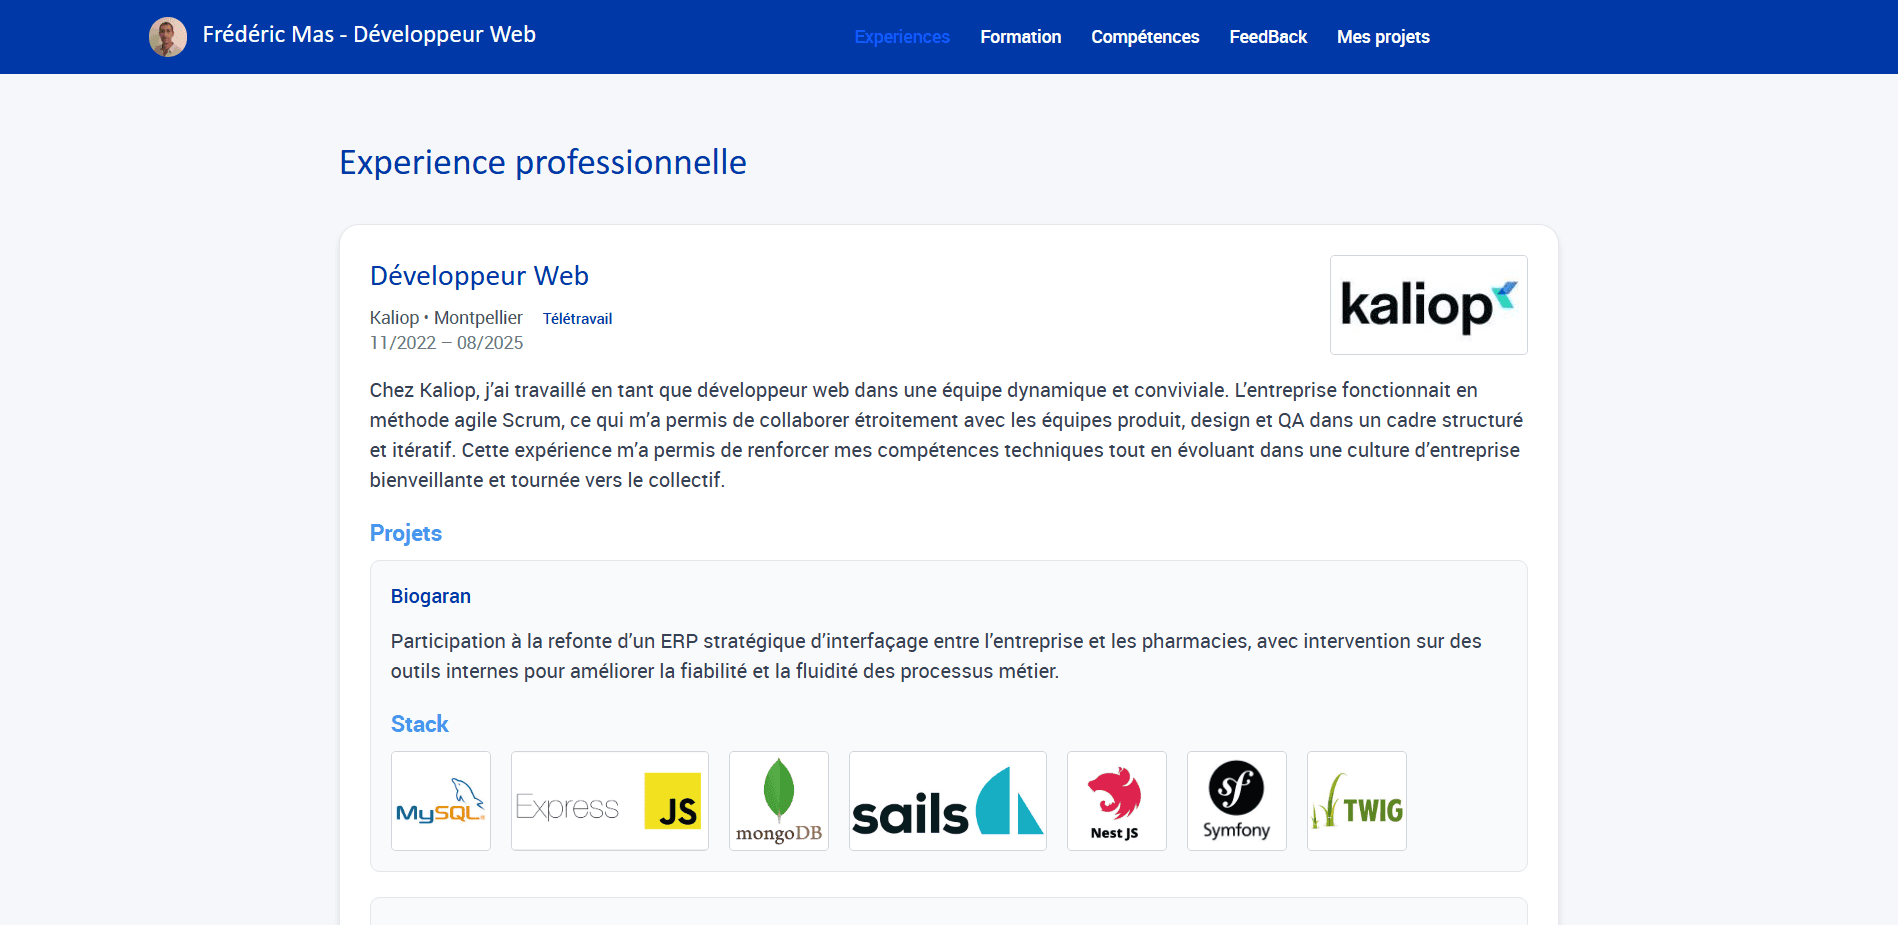 Frédéric Mas - Développeur Web
Experiences Formation Compétences FeedBack Mes projets
Experience professionnelle
Développeur Web
Kaliop • Montpellier Télétravail
11/2022 – 08/2025
kaliop
Chez Kaliop, j’ai travaillé en tant que développeur web dans une équipe dynamique et conviviale. L’entreprise fonctionnait en
méthode agile Scrum, ce qui m’a permis de collaborer étroitement avec les équipes produit, design et QA dans un cadre structuré
et itératif. Cette expérience m’a permis de renforcer mes compétences techniques tout en évoluant dans une culture d’entreprise
bienveillante et tournée vers le collectif.
Projets
Biogaran
Participation à la refonte d’un ERP stratégique d’interfaçage entre l’entreprise et les pharmacies, avec intervention sur des
outils internes pour améliorer la fiabilité et la fluidité des processus métier.
Stack
MySQL
Express JS
mongoDB
sails
Nest JS
sf Symfony
TWIG